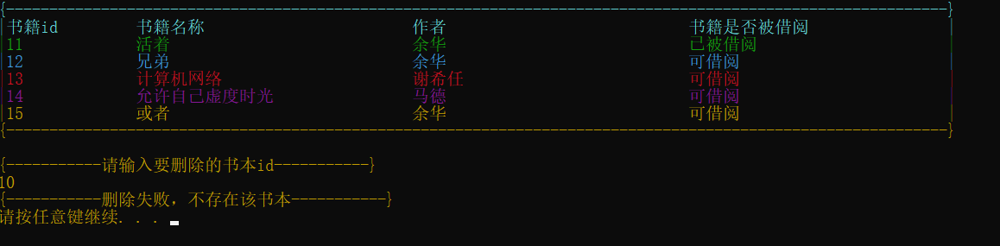 {-------------------------------------------------------------------------------------------------------------}
|书籍id 书籍名称 作者 书籍是否被借阅 |
|11 活着 余华 已被借阅 |
|12 兄弟 余华 可借阅 |
|13 计算机网络 谢希任 可借阅 |
|14 允许自己虚度时光 马德 可借阅 |
|15 或者 余华 可借阅 |
{-------------------------------------------------------------------------------------------------------------}
{-----------请输入要删除的书本id-----------}
10
{-----------删除失败，不存在该书本-----------}
请按任意键继续. . .